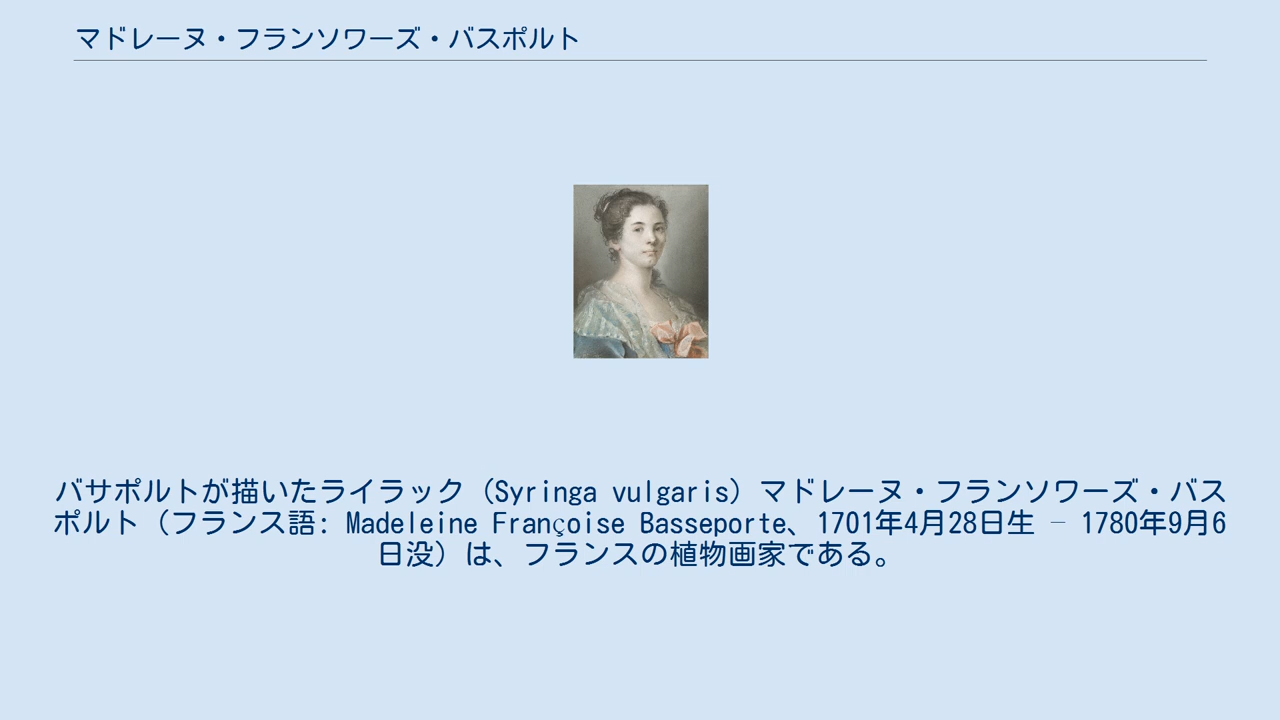 マドレーヌ・フランソワーズ・バスポルト
バサポルトが描いたライラック（Syringa vulgaris）マドレーヌ・フランソワーズ・バス
ポルト（フランス語: Madeleine Françoise Basseporte、1701年4月28日生 – 1780年9月6
日没）は、フランスの植物画家である。